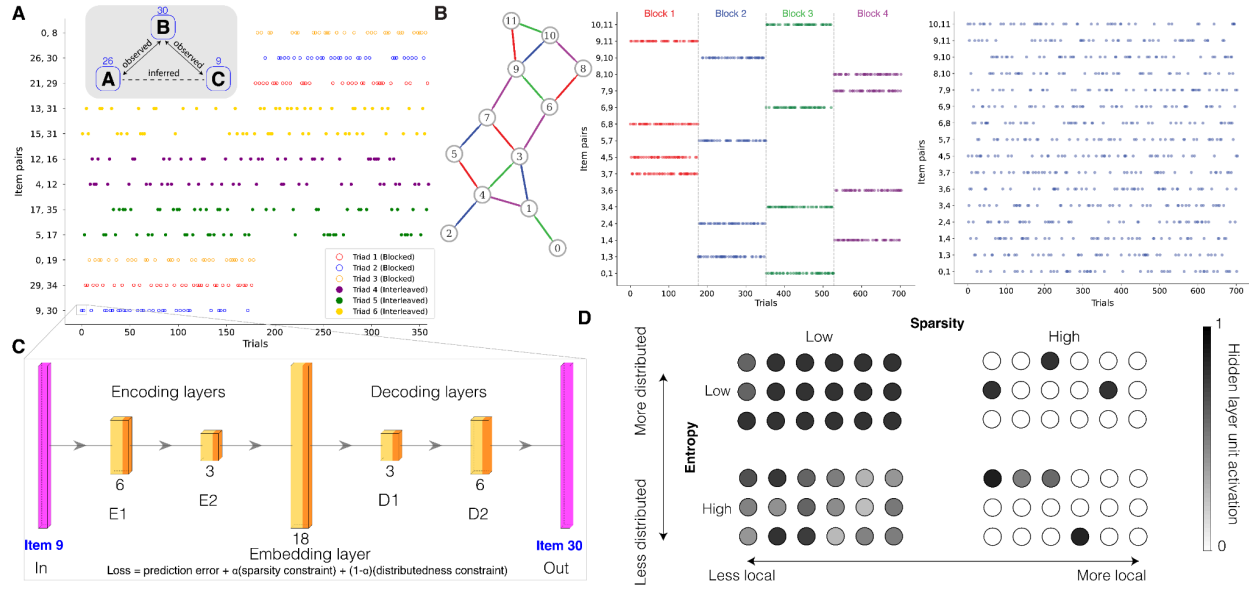 A
30
B
observed
observed
26
9
A
inferred
C
Item pairs
0, 8
26, 30
21, 29
13, 31
15, 31
12, 16
4, 12
17, 35
5, 17
0, 19
29, 34
9, 30
Triad 1 (Blocked)
Triad 2 (Blocked)
Triad 3 (Blocked)
Triad 4 (Interleaved)
Triad 5 (Interleaved)
Triad 6 (Interleaved)
0 50 100 150 200 250 300 350
Trials
B
11
10
9
8
6
7
5
3
4
1
2
0
Block 1 Block 2 Block 3 Block 4
Item pairs
10,11
9,11
8,10
7,9
6,9
6,8
5,7
4,5
3,7
3,6
3,4
2,4
1,4
1,3
0,1
0 100 200 300 400 500 600 700
Trials
Item pairs
10,11
9,11
8,10
7,9
6,9
6,8
5,7
4,5
3,7
3,6
3,4
2,4
1,4
1,3
0,1
0 100 200 300 400 500 600 700
Trials
C
Encoding layers
Decoding layers
6
3
3
6
E1
E2
D1
D2
18
Item 9
Item 30
In
Embedding layer
Out
Loss = prediction error + α(sparsity constraint) + (1-α)(distributedness constraint)
D
Sparsity
Low
High
More distributed
Low
Entropy
High
Less distributed
Less local
More local
1
0
Hidden layer unit activation